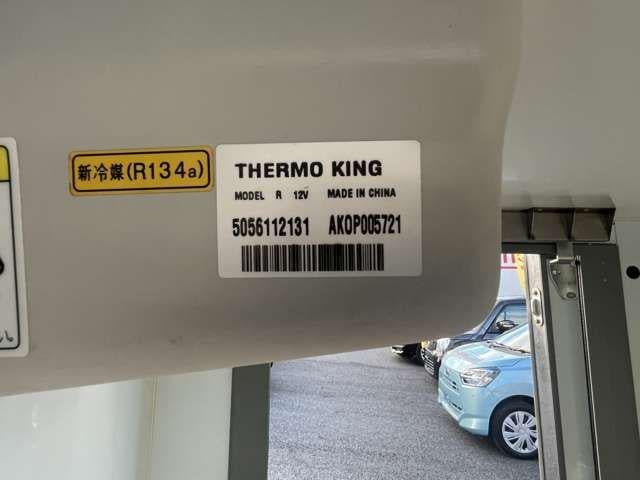 新冷媒(R134a)
THERMO KING
MODEL R 12V MADE IN CHINA
5056112131 AKOP005721